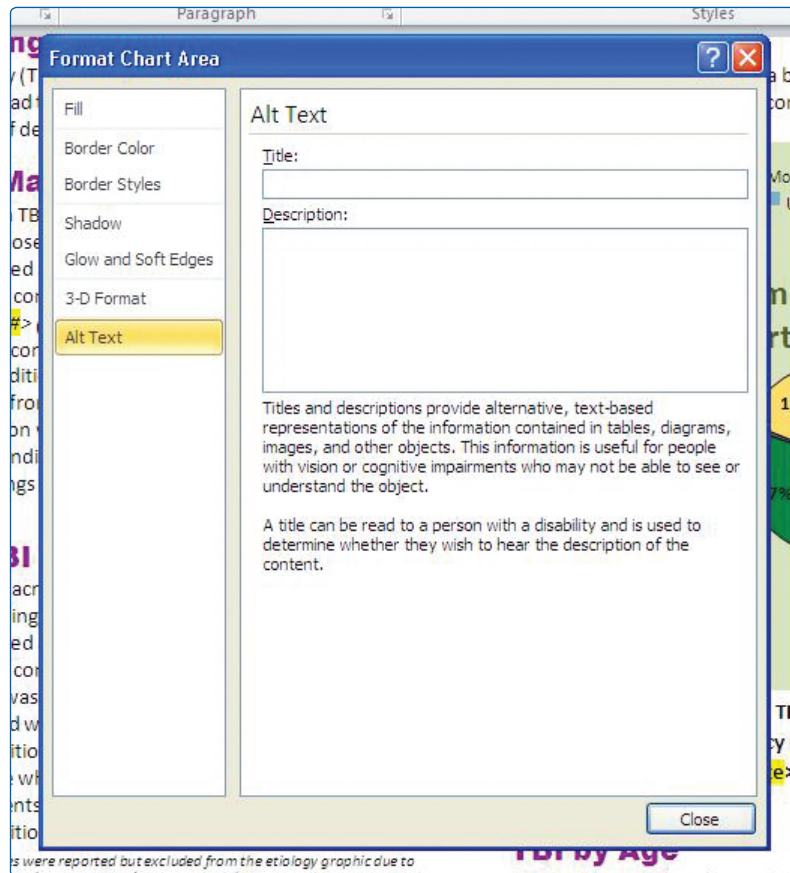 Paragraph
Styles
Format Chart Area
?
Fill
Border Color
Border Styles
Shadow
Glow and Soft Edges
3-D Format
Alt Text
Alt Text
Title:
Description:
Titles and descriptions provide alternative, text-based
representations of the information contained in tables, diagrams,
images, and other objects. This information is useful for people
with vision or cognitive impairments who may not be able to see or
understand the object.
A title can be read to a person with a disability and is used to
determine whether they wish to hear the description of the
content.
Close
TBI by Age
es were reported but excluded from the etiology graphic due to